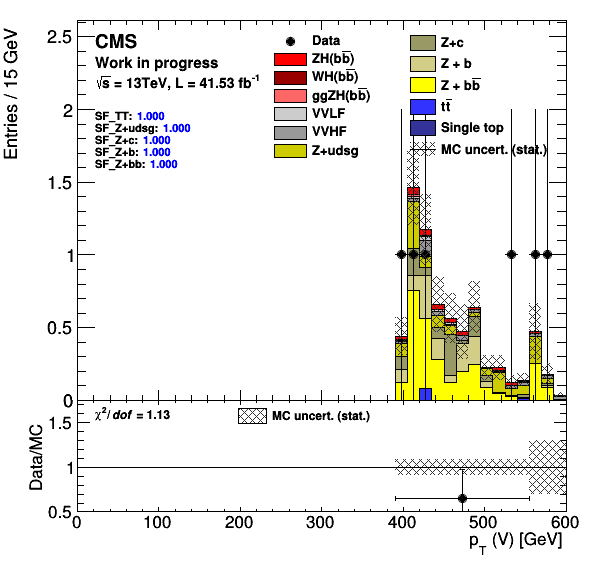 Entries / 15 GeV
2.5
2
1.5
1
0.5
0
CMS
Work in progress
√s = 13TeV, L = 41.53 fb⁻¹
SF_TT: 1.000
SF_Z+udsg: 1.000
SF_Z+c: 1.000
SF_Z+b: 1.000
SF_Z+bb: 1.000
Data
ZH(bb̅)
WH(bb̅)
ggZH(bb̅)
VVLF
VVHF
Z+udsg
Z+c
Z + b
Z + bb̅
tt̅
Single top
MC uncert. (stat.)
Data/MC
1.5
1
0.5
χ²/dof = 1.13
MC uncert. (stat.)
0 100 200 300 400 500 600
p_T (V) [GeV]